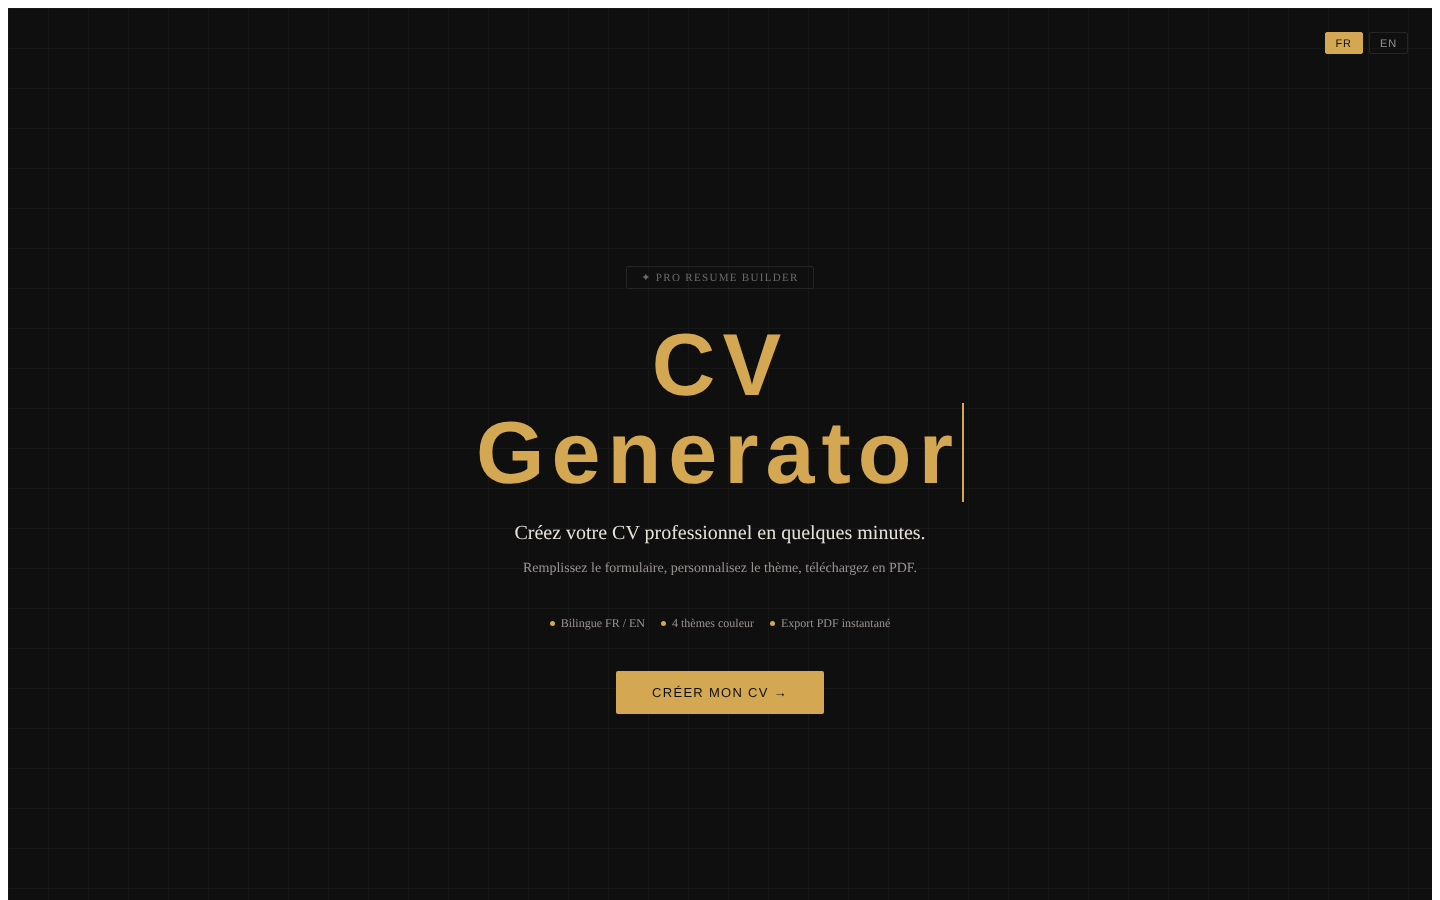 FR EN
✦ PRO RESUME BUILDER
CV
Generator
Créez votre CV professionnel en quelques minutes.
Remplissez le formulaire, personnalisez le thème, téléchargez en PDF.
Bilingue FR / EN 4 thèmes couleur Export PDF instantané
CRÉER MON CV →